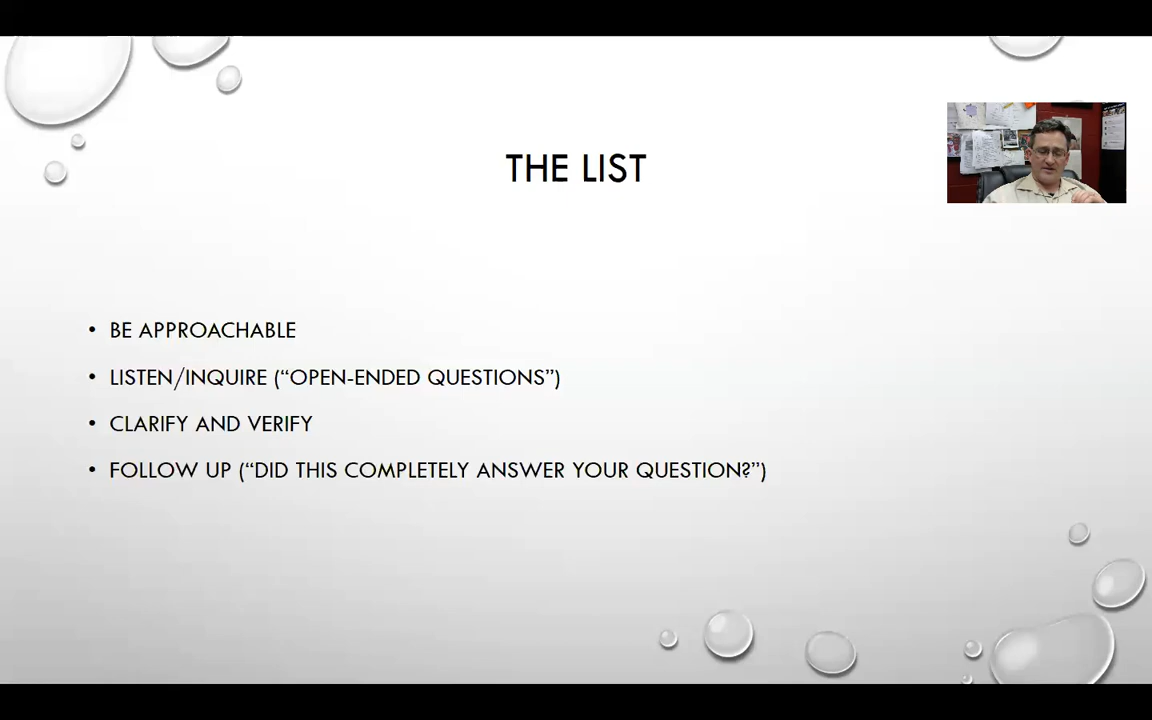 THE LIST
• BE APPROACHABLE
• LISTEN/INQUIRE (“OPEN-ENDED QUESTIONS”)
• CLARIFY AND VERIFY
• FOLLOW UP (“DID THIS COMPLETELY ANSWER YOUR QUESTION?”)